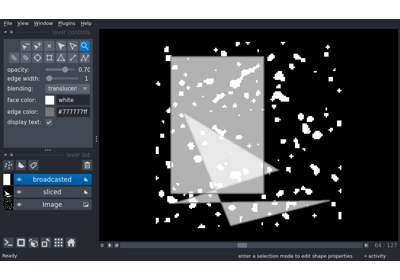 File View Window Plugins Help
layer controls
opacity: 0.70
edge width: 1
blending: translucen
face color: white
edge color: #777777ff
display text:
layer list
broadcasted
sliced
Image
64 127
Ready enter a selection mode to edit shape properties activity